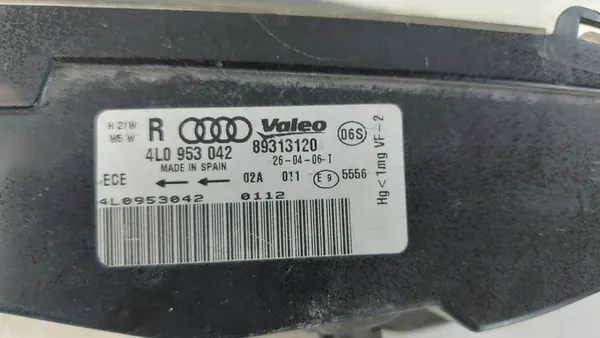 H 21W R Valeo 06S
W5 W 4L0 953 042 89313120
MADE IN SPAIN 26-04-06-T
ECE 02A 011 E 9 5556
4L0953042 0112
Hg<1mg VF-2